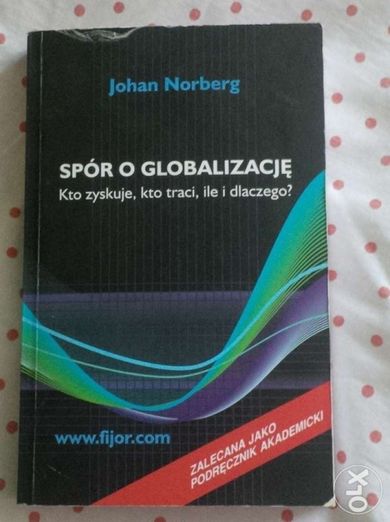 Johan Norberg
SPÓR O GLOBALIZACJĘ
Kto zyskuje, kto traci, ile i dlaczego?
www.fijor.com
ZALECANA JAKO
PODRĘCZNIK AKADEMICKI
OLX